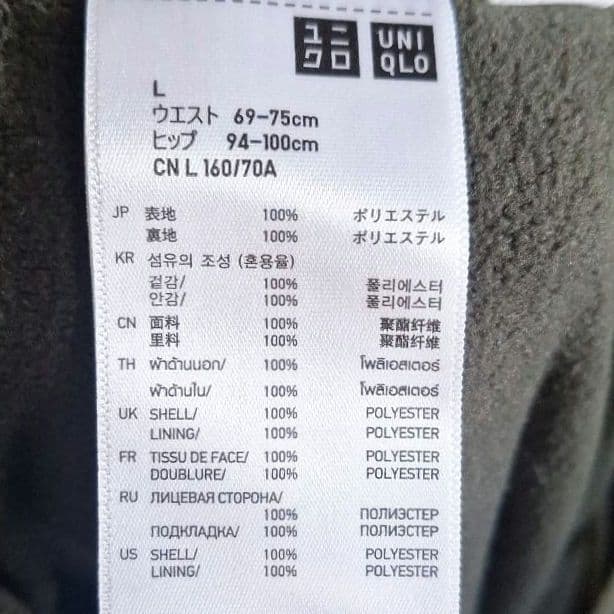 ユニ UNI
クロ QLO
L
ウエスト 69-75cm
ヒップ 94-100cm
CN L 160/70A
JP 表地 100% ポリエステル
裏地 100% ポリエステル
KR 섬유의 조성 (혼용율)
겉감/ 100% 폴리에스터
안감/ 100% 폴리에스터
CN 面料 100% 聚酯纤维
里料 100% 聚酯纤维
TH ผ้าด้านนอก/ 100% โพลิเอสเตอร์
ผ้าด้านใน/ 100% โพลิเอสเตอร์
UK SHELL/ 100% POLYESTER
LINING/ 100% POLYESTER
FR TISSU DE FACE/ 100% POLYESTER
DOUBLURE/ 100% POLYESTER
RU ЛИЦЕВАЯ СТОРОНА/
100% ПОЛИЭСТЕР
ПОДКЛАДКА/ 100% ПОЛИЭСТЕР
US SHELL/ 100% POLYESTER
LINING/ 100% POLYESTER